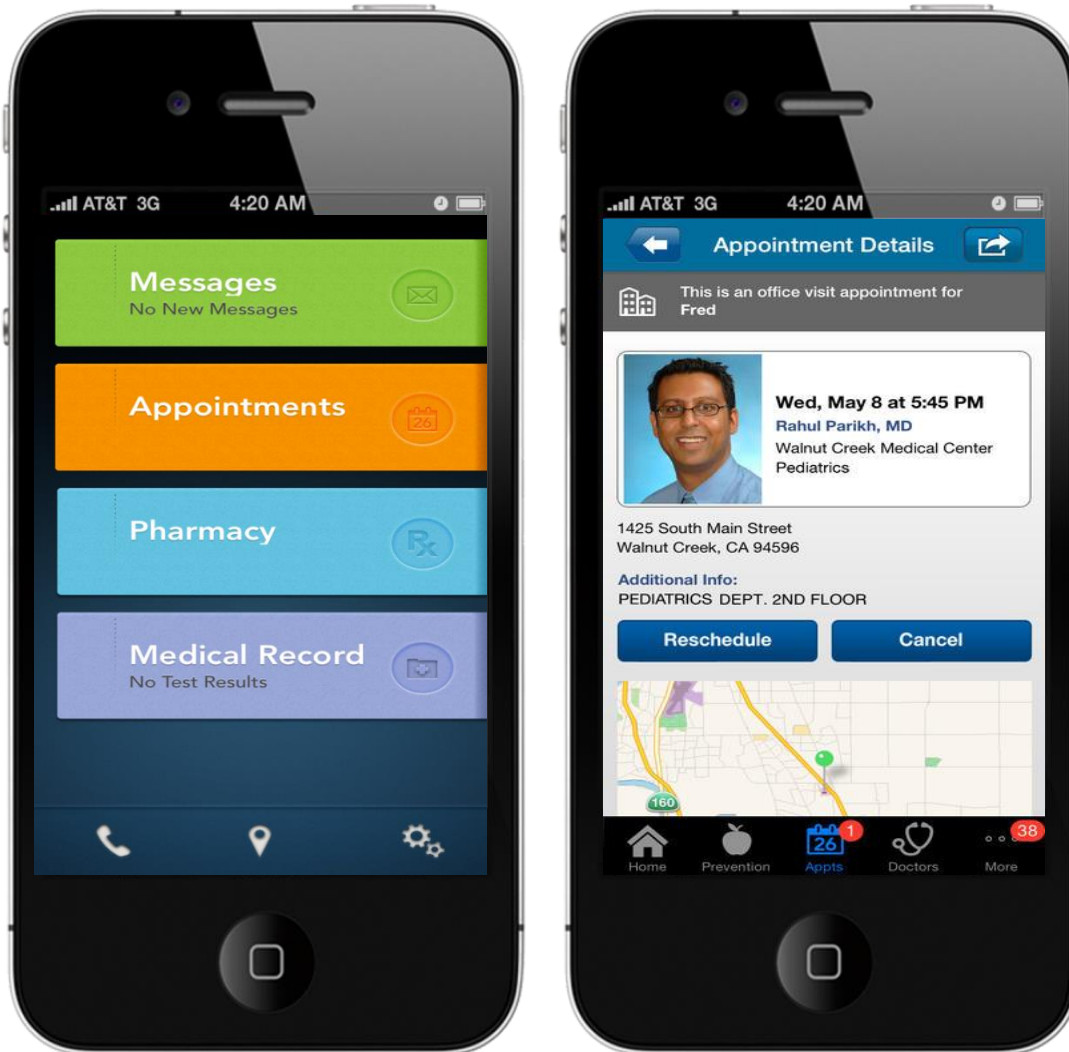 AT&T 3G 4:20 AM
Messages
No New Messages
Appointments
26
Pharmacy
Rx
Medical Record
No Test Results
AT&T 3G 4:20 AM
Appointment Details
This is an office visit appointment for
Fred
Wed, May 8 at 5:45 PM
Rahul Parikh, MD
Walnut Creek Medical Center
Pediatrics
1425 South Main Street
Walnut Creek, CA 94596
Additional Info:
PEDIATRICS DEPT. 2ND FLOOR
Reschedule Cancel
160
26 1 38
Home Prevention Appts Doctors More